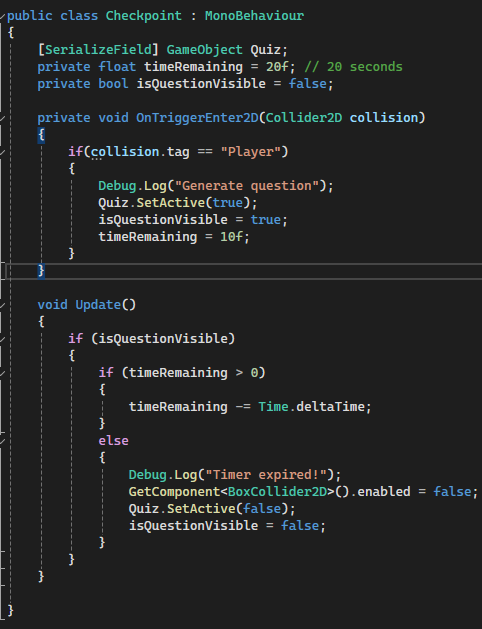 public class Checkpoint : MonoBehaviour
{
    [SerializeField] GameObject Quiz;
    private float timeRemaining = 20f; // 20 seconds
    private bool isQuestionVisible = false;

    private void OnTriggerEnter2D(Collider2D collision)
    {
        if(collision.tag == "Player")
        {
            Debug.Log("Generate question");
            Quiz.SetActive(true);
            isQuestionVisible = true;
            timeRemaining = 10f;
        }
    }

    void Update()
    {
        if (isQuestionVisible)
        {
            if (timeRemaining > 0)
            {
                timeRemaining -= Time.deltaTime;
            }
            else
            {
                Debug.Log("Timer expired!");
                GetComponent<BoxCollider2D>().enabled = false;
                Quiz.SetActive(false);
                isQuestionVisible = false;
            }
        }
    }

}